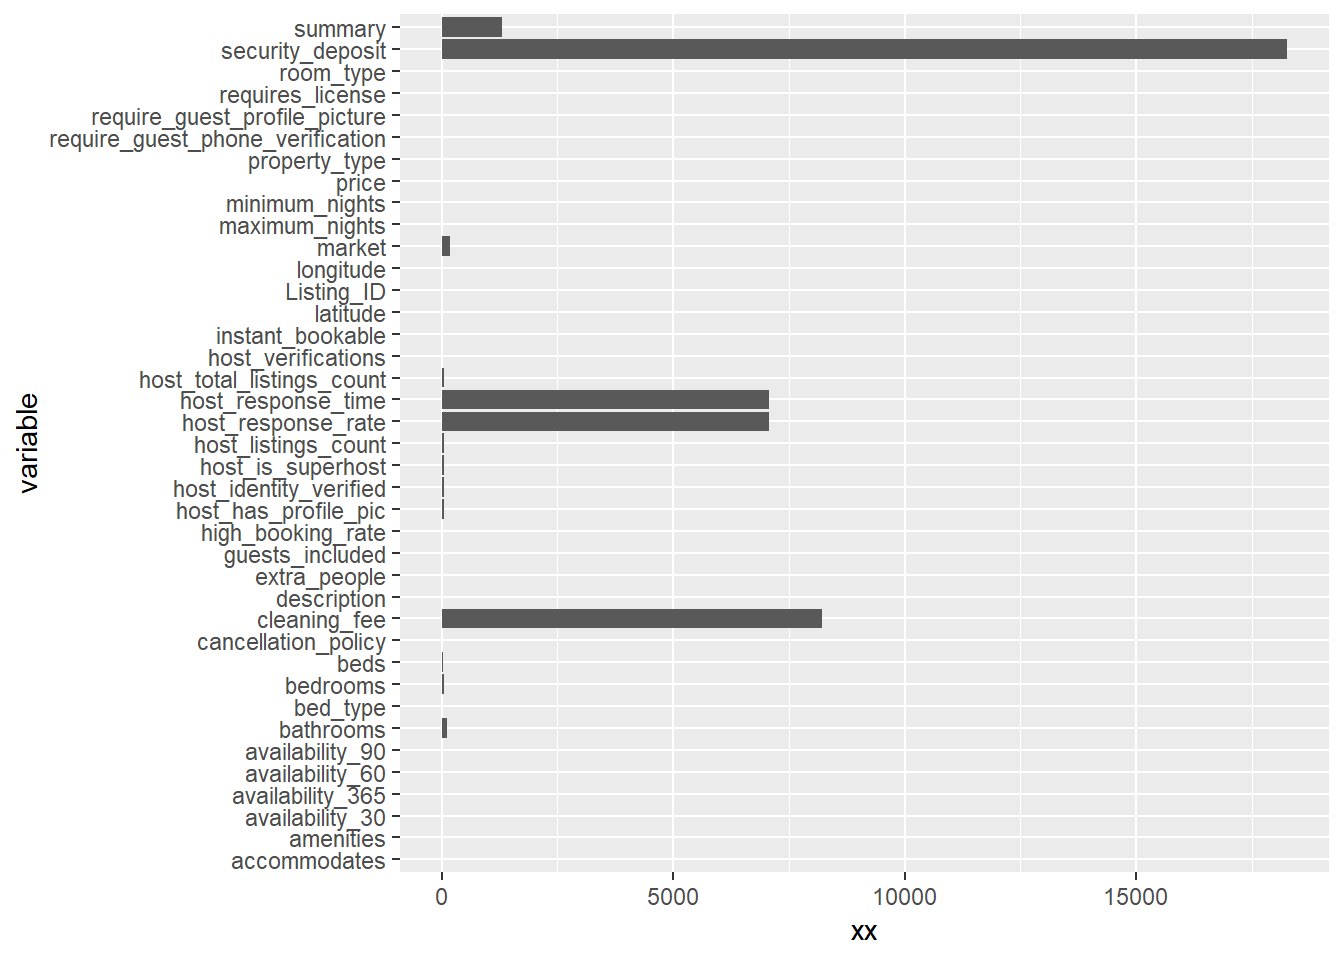 summary
security_deposit
room_type
requires_license
require_guest_profile_picture
require_guest_phone_verification
property_type
price
minimum_nights
maximum_nights
market
longitude
Listing_ID
latitude
instant_bookable
host_verifications
host_total_listings_count
host_response_time
host_response_rate
host_listings_count
host_is_superhost
host_identity_verified
host_has_profile_pic
high_booking_rate
guests_included
extra_people
description
cleaning_fee
cancellation_policy
beds
bedrooms
bed_type
bathrooms
availability_90
availability_60
availability_365
availability_30
amenities
accommodates
variable
0 5000 10000 15000
xx